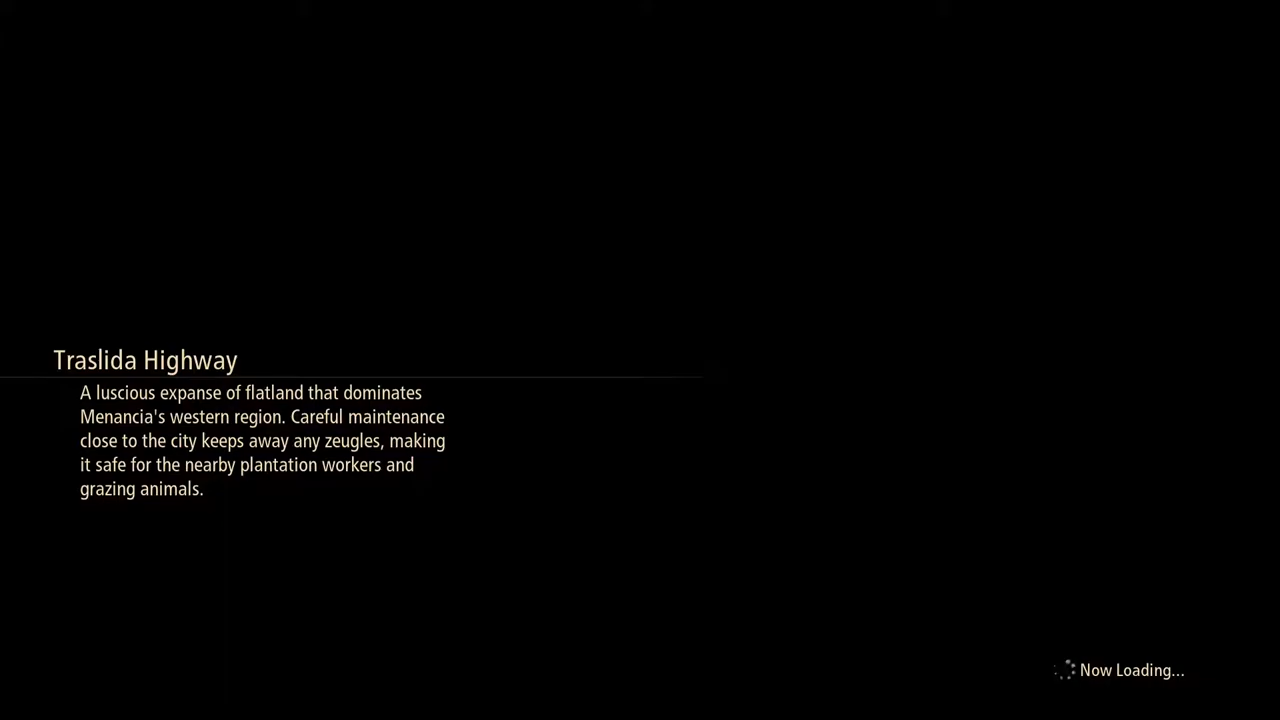 Traslida Highway
A luscious expanse of flatland that dominates
Menancia's western region. Careful maintenance
close to the city keeps away any zeugles, making
it safe for the nearby plantation workers and
grazing animals.
Now Loading...